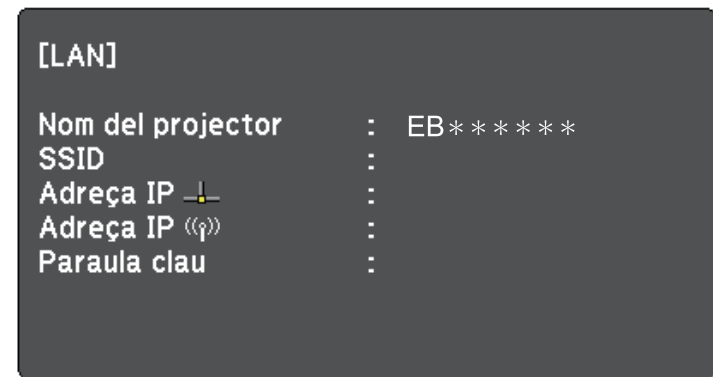 [LAN]
Nom del projector : EB******
SSID :
Adreça IP :
Adreça IP :
Paraula clau :